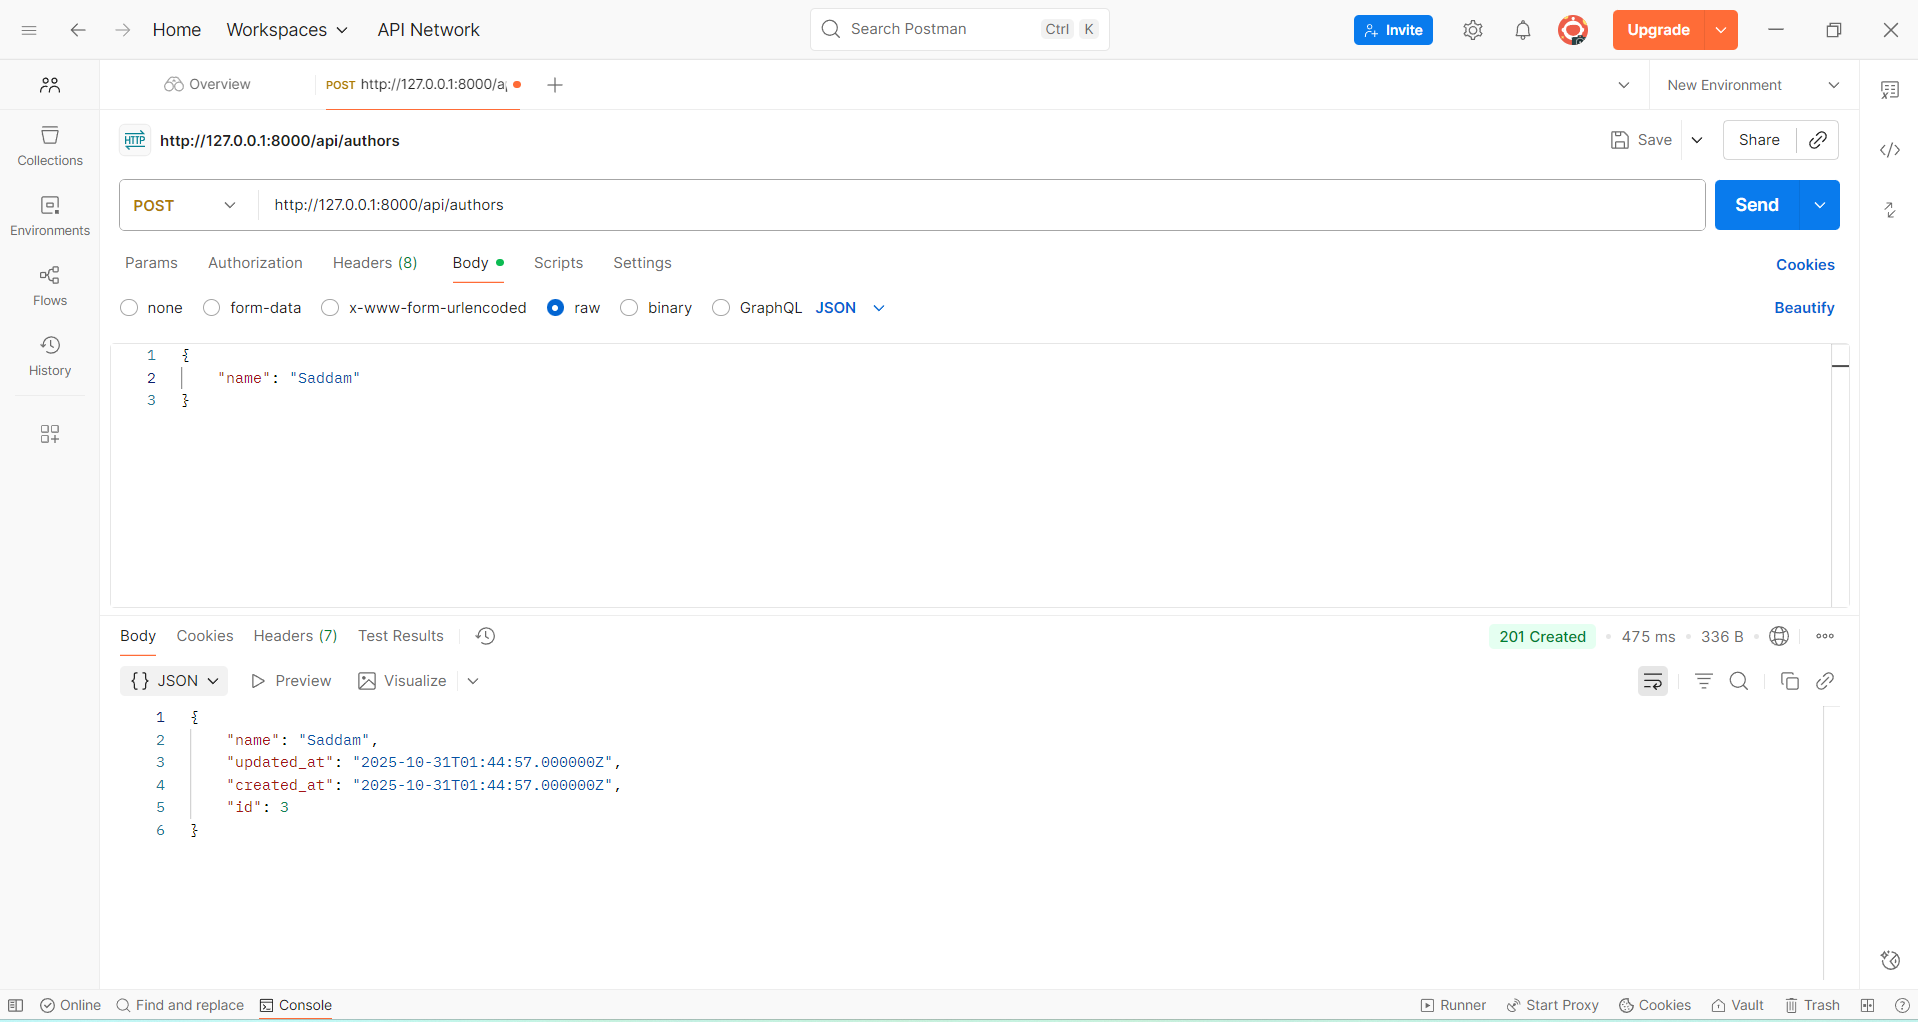 Home
Workspaces
API Network
Search Postman
Ctrl K
Invite
Upgrade
Overview
POST http://127.0.0.1:8000/a
New Environment
HTTP http://127.0.0.1:8000/api/authors
Save
Share
POST
http://127.0.0.1:8000/api/authors
Send
Params
Authorization
Headers (8)
Body
Scripts
Settings
Cookies
none
form-data
x-www-form-urlencoded
raw
binary
GraphQL
JSON
Beautify
1 {
2 "name": "Saddam"
3 }
Collections
Environments
Flows
History
Body
Cookies
Headers (7)
Test Results
201 Created
475 ms
336 B
{} JSON
Preview
Visualize
1 {
2 "name": "Saddam",
3 "updated_at": "2025-10-31T01:44:57.000000Z",
4 "created_at": "2025-10-31T01:44:57.000000Z",
5 "id": 3
6 }
Online
Find and replace
Console
Runner
Start Proxy
Cookies
Vault
Trash